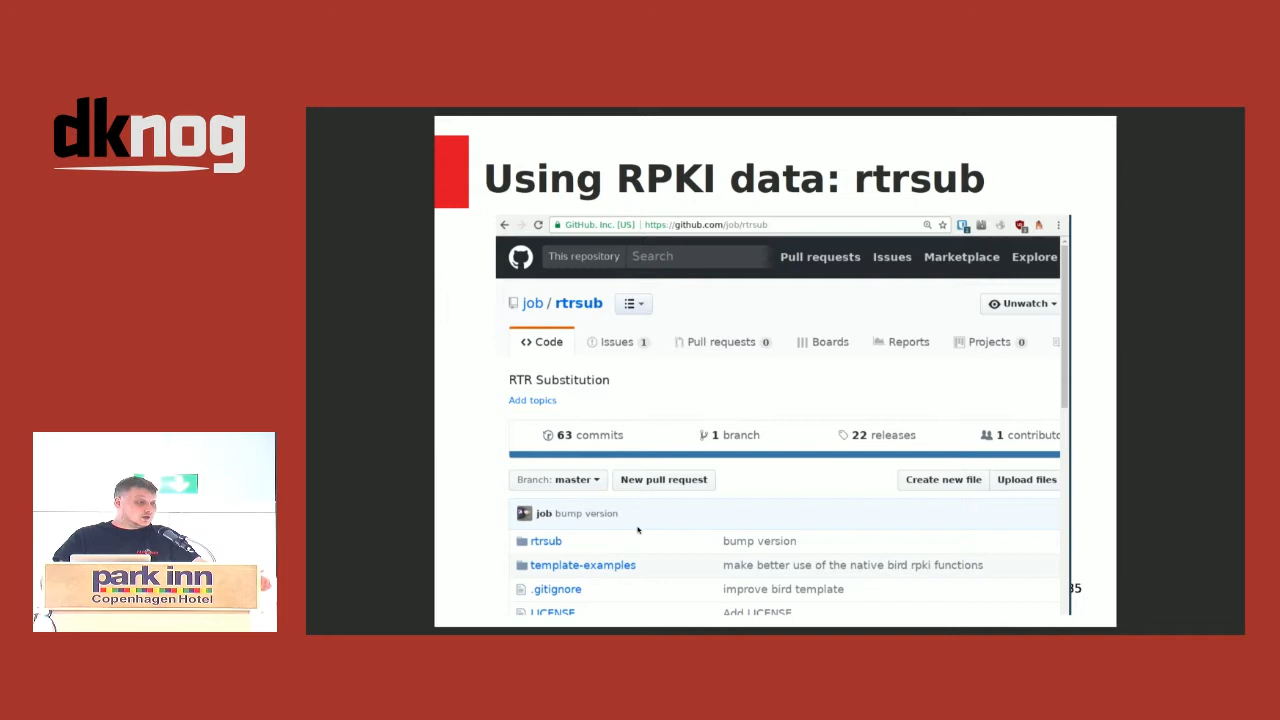 dknog
Using RPKI data: rtrsub
GitHub, Inc. [US] https://github.com/job/rtrsub
This repository Search Pull requests Issues Marketplace Explore
job / rtrsub Unwatch
Code Issues 1 Pull requests 0 Boards Reports Projects 0
RTR Substitution
Add topics
63 commits 1 branch 22 releases 1 contributo
Branch: master New pull request Create new file Upload files
job bump version
rtrsub bump version
template-examples make better use of the native bird rpki functions
.gitignore improve bird template
LICENSE Add LICENSE
35
park inn
Copenhagen Hotel